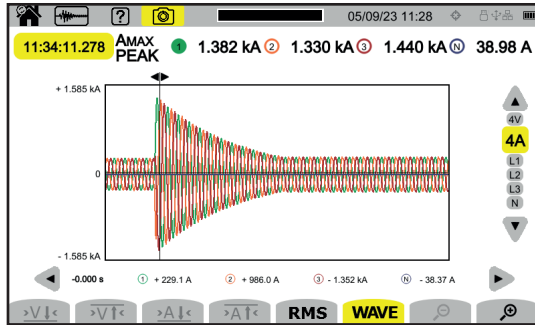 ? 05/09/23 11:28
11:34:11.278 AMAX PEAK 1 1.382 kA 2 1.330 kA 3 1.440 kA N 38.98 A
+ 1.585 kA
0
- 1.585 kA
4V
4A
L1
L2
L3
N
-0.000 s 1 + 229.1 A 2 + 986.0 A 3 - 1.352 kA N - 38.37 A
>V↓< >V↑< >A↓< >A↑< RMS WAVE